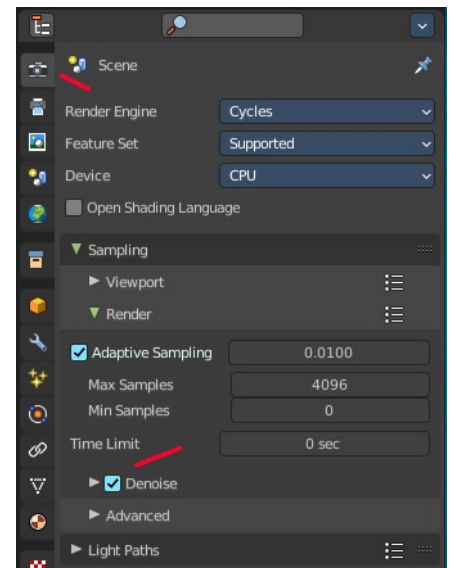 Scene
Render Engine Cycles
Feature Set Supported
Device CPU
Open Shading Language
Sampling
Viewport
Render
Adaptive Sampling 0.0100
Max Samples 4096
Min Samples 0
Time Limit 0 sec
Denoise
Advanced
Light Paths